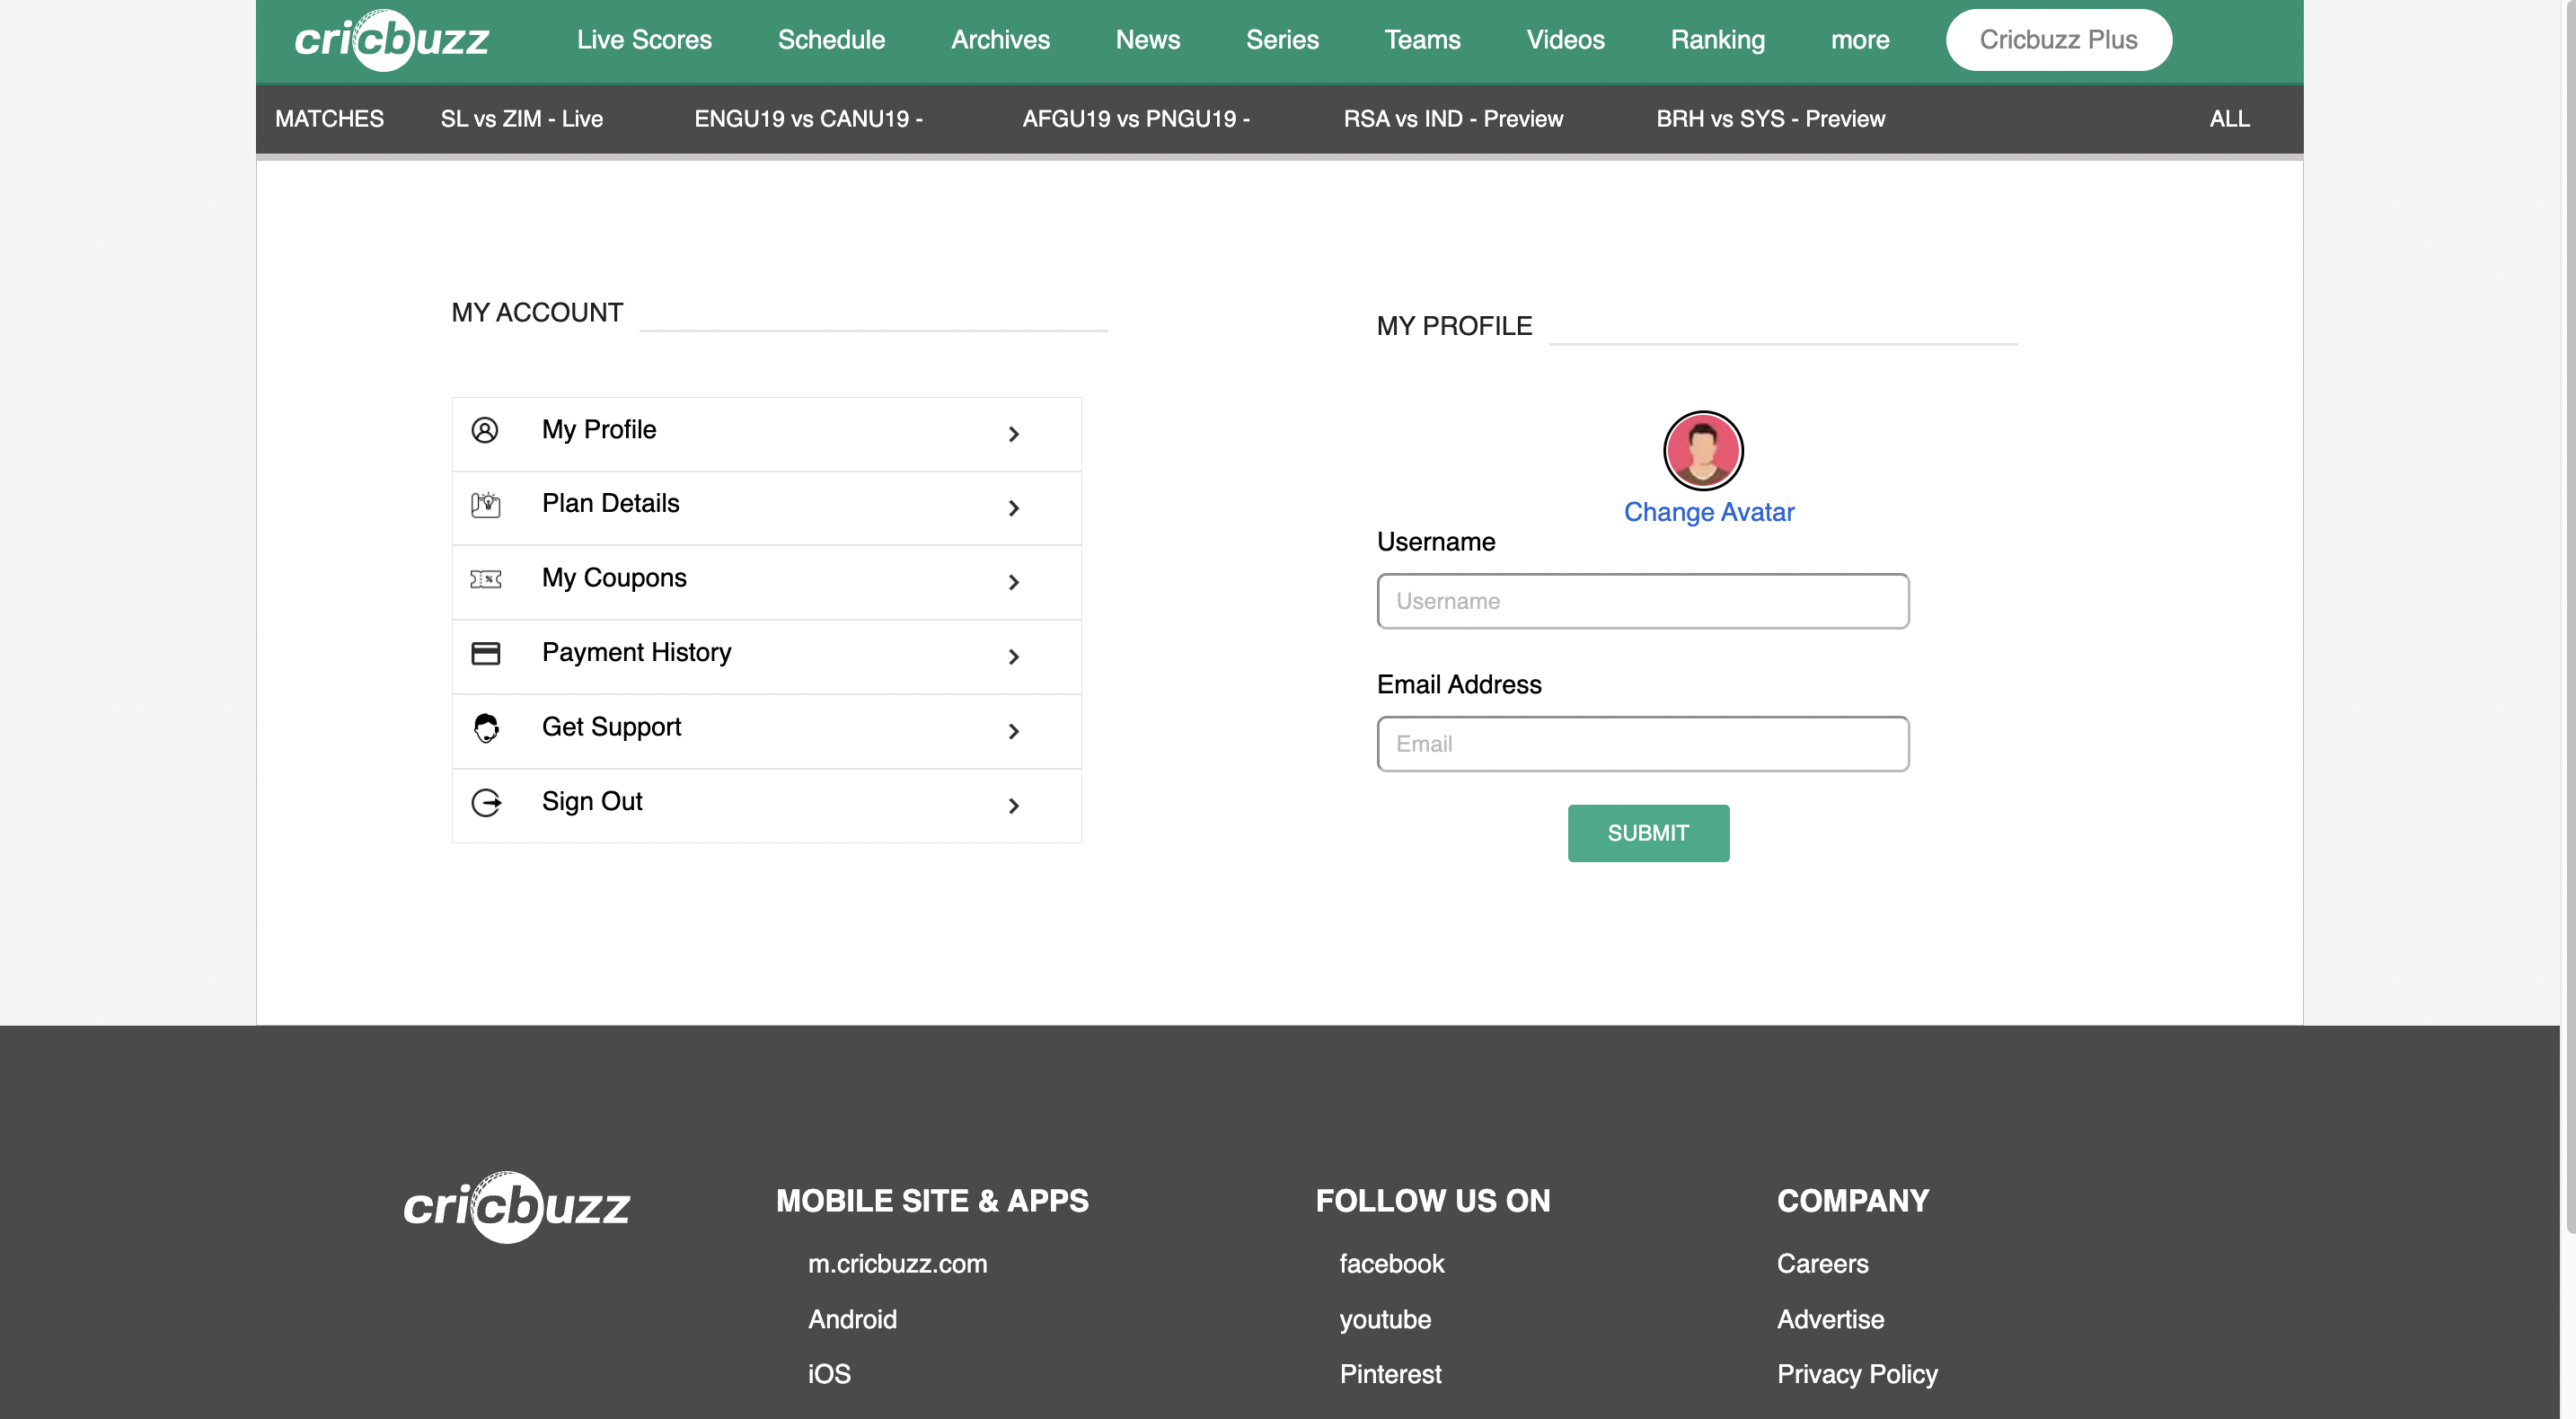 cricbuzz Live Scores Schedule Archives News Series Teams Videos Ranking more Cricbuzz Plus
MATCHES SL vs ZIM - Live ENGU19 vs CANU19 - AFGU19 vs PNGU19 - RSA vs IND - Preview BRH vs SYS - Preview ALL
MY ACCOUNT
My Profile
Plan Details
My Coupons
Payment History
Get Support
Sign Out
MY PROFILE
Change Avatar
Username
Username
Email Address
Email
SUBMIT
cricbuzz
MOBILE SITE & APPS
m.cricbuzz.com
Android
iOS
FOLLOW US ON
facebook
youtube
Pinterest
COMPANY
Careers
Advertise
Privacy Policy